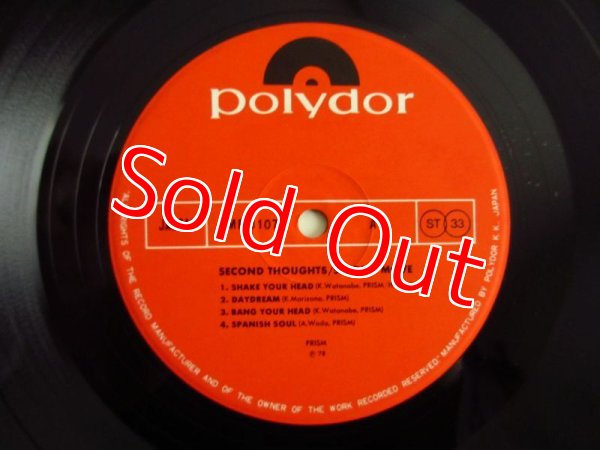 polydor
Sold Out
A
ST 33
SECOND THOUGHTS/
1. SHAKE YOUR HEAD (K.Watanabe, PRISM,
2. DAYDREAM (K.Morizono, PRISM)
3. BANG YOUR HEAD (K.Watanabe, PRISM)
4. SPANISH SOUL (A.Wada, PRISM)
PRISM
℗ '78
RIGHTS OF THE RECORD MANUFACTURER AND OF THE OWNER OF THE WORK RECORDED RESERVED. MANUFACTURED BY POLYDOR K.K. JAPAN